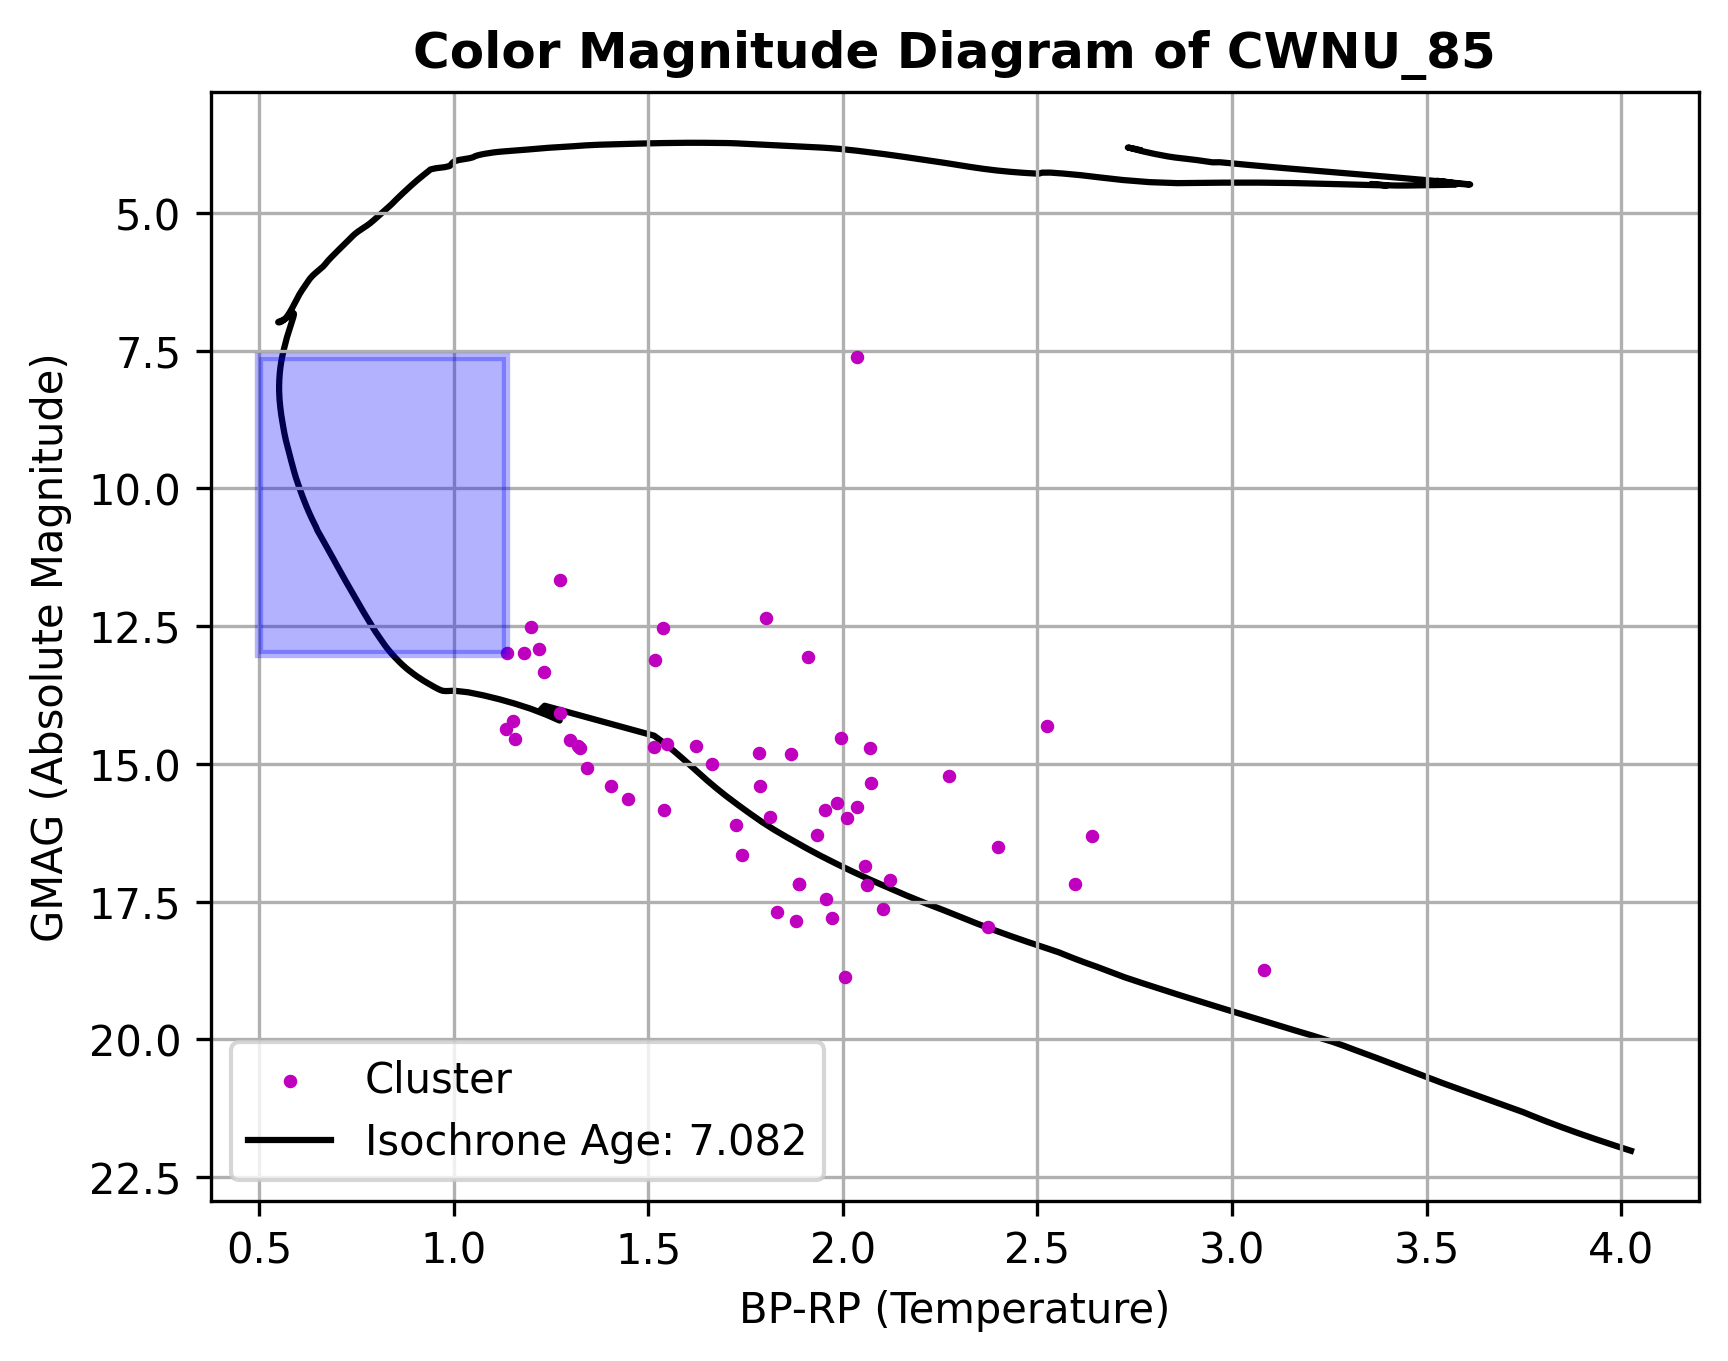 Color Magnitude Diagram of CWNU_85
GMAG (Absolute Magnitude)
5.0
7.5
10.0
12.5
15.0
17.5
20.0
22.5
Cluster
Isochrone Age: 7.082
0.5 1.0 1.5 2.0 2.5 3.0 3.5 4.0
BP-RP (Temperature)